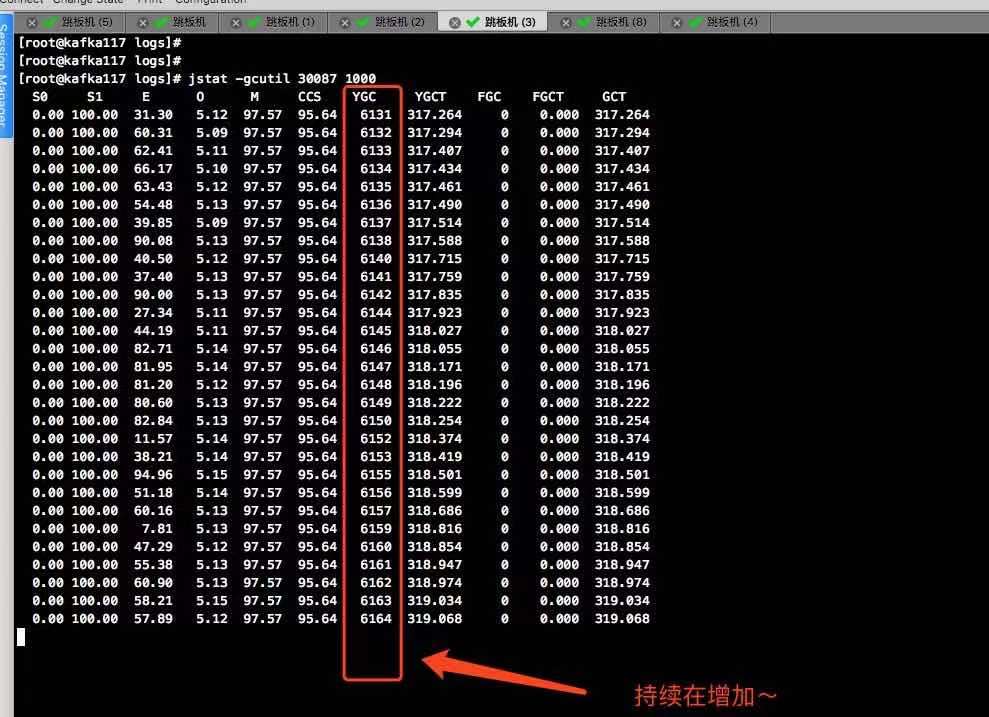 Connect Change State Print Configuration
跳板机 (5) 跳板机 跳板机 (1) 跳板机 (2) 跳板机 (3) 跳板机 (8) 跳板机 (4)
Session Manager
[root@kafka117 logs]#
[root@kafka117 logs]#
[root@kafka117 logs]# jstat -gcutil 30087 1000
S0 S1 E O M CCS YGC YGCT FGC FGCT GCT
0.00 100.00 31.30 5.12 97.57 95.64 6131 317.264 0 0.000 317.264
0.00 100.00 60.31 5.09 97.57 95.64 6132 317.294 0 0.000 317.294
0.00 100.00 62.41 5.11 97.57 95.64 6133 317.407 0 0.000 317.407
0.00 100.00 66.17 5.10 97.57 95.64 6134 317.434 0 0.000 317.434
0.00 100.00 63.43 5.12 97.57 95.64 6135 317.461 0 0.000 317.461
0.00 100.00 54.48 5.13 97.57 95.64 6136 317.490 0 0.000 317.490
0.00 100.00 39.85 5.09 97.57 95.64 6137 317.514 0 0.000 317.514
0.00 100.00 90.08 5.13 97.57 95.64 6138 317.588 0 0.000 317.588
0.00 100.00 40.50 5.12 97.57 95.64 6140 317.715 0 0.000 317.715
0.00 100.00 37.40 5.13 97.57 95.64 6141 317.759 0 0.000 317.759
0.00 100.00 90.00 5.13 97.57 95.64 6142 317.835 0 0.000 317.835
0.00 100.00 27.34 5.11 97.57 95.64 6144 317.923 0 0.000 317.923
0.00 100.00 44.19 5.11 97.57 95.64 6145 318.027 0 0.000 318.027
0.00 100.00 82.71 5.14 97.57 95.64 6146 318.055 0 0.000 318.055
0.00 100.00 81.95 5.14 97.57 95.64 6147 318.171 0 0.000 318.171
0.00 100.00 81.20 5.12 97.57 95.64 6148 318.196 0 0.000 318.196
0.00 100.00 80.60 5.13 97.57 95.64 6149 318.222 0 0.000 318.222
0.00 100.00 82.84 5.13 97.57 95.64 6150 318.254 0 0.000 318.254
0.00 100.00 11.57 5.14 97.57 95.64 6152 318.374 0 0.000 318.374
0.00 100.00 38.21 5.14 97.57 95.64 6153 318.419 0 0.000 318.419
0.00 100.00 94.96 5.15 97.57 95.64 6155 318.501 0 0.000 318.501
0.00 100.00 51.18 5.14 97.57 95.64 6156 318.599 0 0.000 318.599
0.00 100.00 60.16 5.13 97.57 95.64 6157 318.686 0 0.000 318.686
0.00 100.00 7.81 5.13 97.57 95.64 6159 318.816 0 0.000 318.816
0.00 100.00 47.29 5.12 97.57 95.64 6160 318.854 0 0.000 318.854
0.00 100.00 55.38 5.13 97.57 95.64 6161 318.947 0 0.000 318.947
0.00 100.00 60.90 5.13 97.57 95.64 6162 318.974 0 0.000 318.974
0.00 100.00 58.21 5.15 97.57 95.64 6163 319.034 0 0.000 319.034
0.00 100.00 57.89 5.12 97.57 95.64 6164 319.068 0 0.000 319.068
持续在增加～